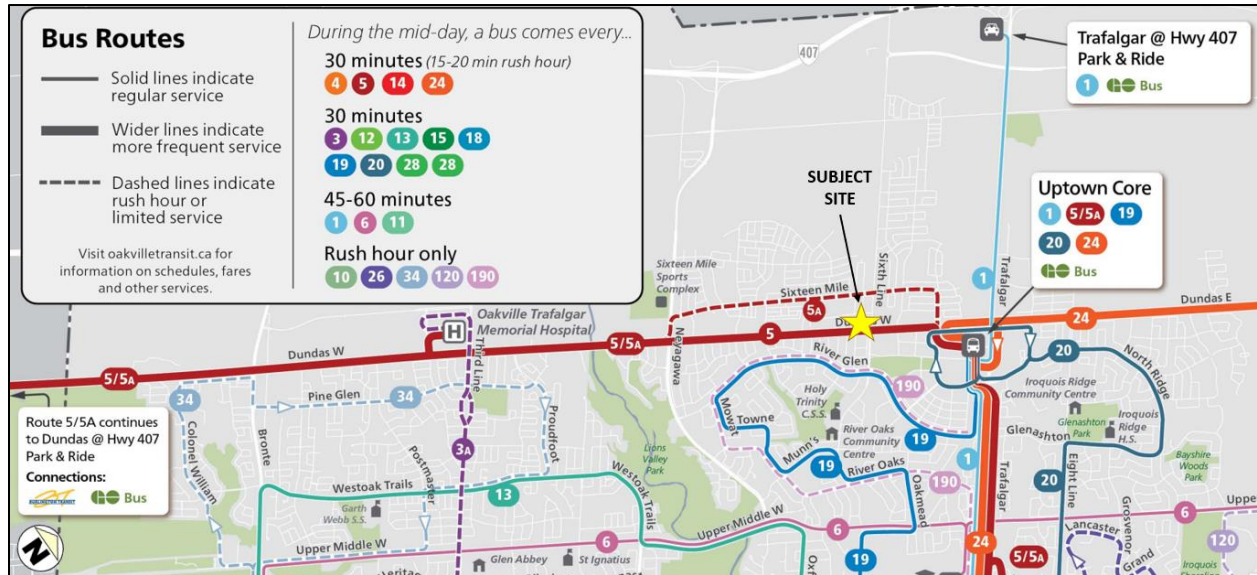 Bus Routes
Solid lines indicate
regular service
Wider lines indicate
more frequent service
Dashed lines indicate
rush hour or
limited service
Visit oakvilletransit.ca for
information on schedules, fares
and other services.
During the mid-day, a bus comes every...
30 minutes (15-20 min rush hour)
4 5 14 24
30 minutes
3 12 13 15 18
19 20 28 28
45-60 minutes
1 6 11
Rush hour only
10 26 34 120 190
407
Trafalgar @ Hwy 407
Park & Ride
1 GO Bus
SUBJECT
SITE
Uptown Core
1 5/5A 19
20 24
GO Bus
Sixteen Mile
Sports
Complex
Sixteen Mile
Sixth Line
Trafalgar
1
5A
Dundas E
24
Oakville Trafalgar
Memorial Hospital
H
Third Line
Neyagawa
5
5/5A
Dundas W
5/5A
River Glen
190
20
North Ridge
Iroquois Ridge
Community Centre
Glenashton
Park
Iroquois
Ridge
H.S.
Glenashton
34
Pine Glen
34
Proudfoot
Route 5/5A continues
to Dundas @ Hwy 407
Park & Ride
Connections:
BURLINGTON TRANSIT GO Bus
Colonel William
Bronte
3A
Postmaster
Lions
Valley
Park
Mowat
Towne
Holy
Trinity
C.S.S.
River Oaks
Community
Centre
19
Munn's
19
River Oaks
190
Oakmead
1
Trafalgar
20
Eight Line
Bayshire
Woods
Park
Westoak Trails
13
Westoak Trails
Garth
Webb S.S.
Upper Middle W
6
Upper Middle W
6
6
Upper
Lancaster
Grosvenor
Grand
120
Iroquois
N
Heritage
Glen Abbey
St Ignatius
19
24
5/5A